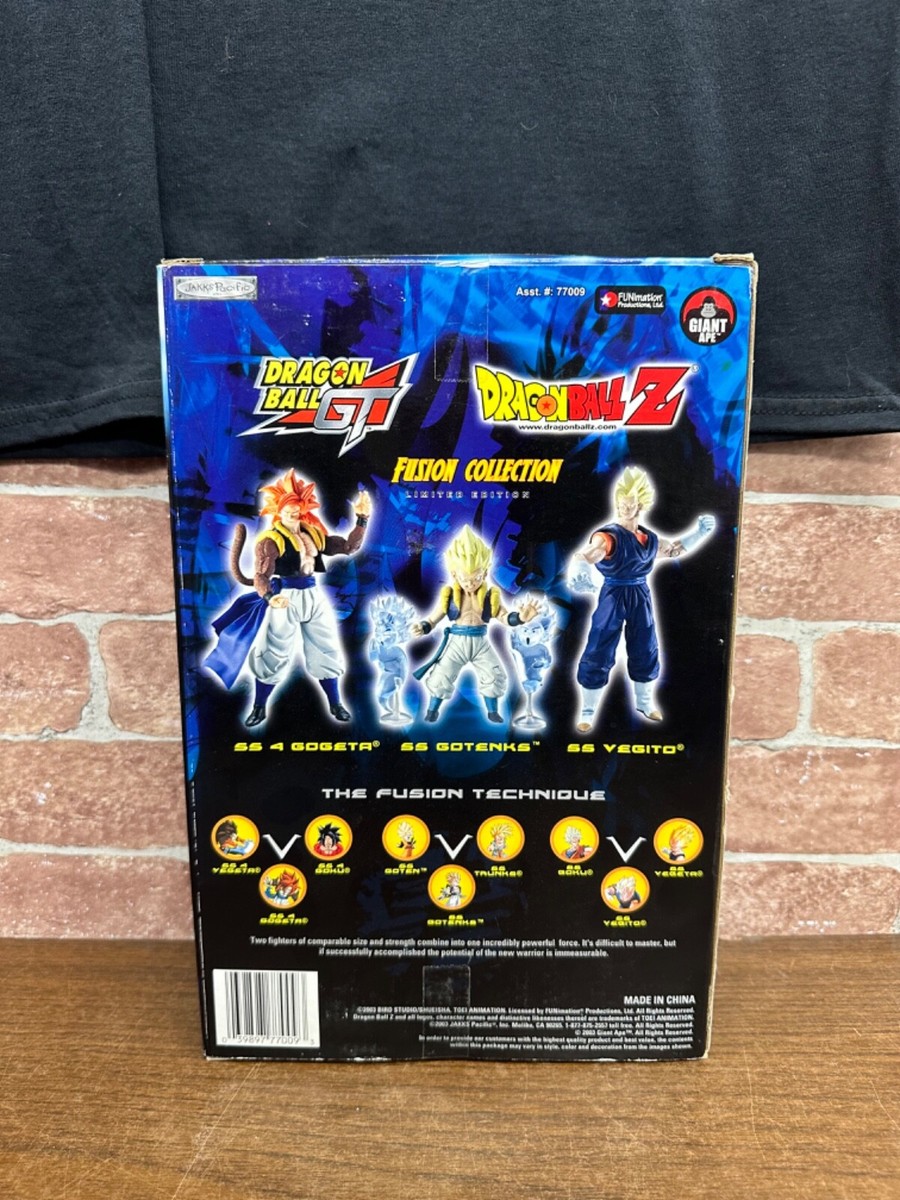 JAKKS Pacific
Asst. #: 77009
FUNimation
Productions, Ltd.
GIANT
APE™
DRAGON
BALL GT
DRAGON BALL Z
www.dragonballz.com
FUSION COLLECTION
LIMITED EDITION
SS 4 GOGETA® SS GOTENKS™ SS VEGITO®
THE FUSION TECHNIQUE
SS 4 VEGETA®
SS 4 GOKU®
SS 4 GOGETA®
SS GOTEN™
SS TRUNKS®
SS GOTENKS™
SS GOKU®
SS VEGETA®
SS VEGITO®
Two fighters of comparable size and strength combine into one incredibly powerful force. It's difficult to master, but
if successfully accomplished the potential of the new warrior is immeasurable.
MADE IN CHINA
©2003 BIRD STUDIO/SHUEISHA, TOEI ANIMATION. Licensed by FUNimation® Productions, Ltd. All Rights Reserved.
Dragon Ball Z and all logos, character names and distinctive likenesses thereof are trademarks of TOEI ANIMATION.
©2003 JAKKS Pacific®, Inc. Malibu, CA 90265. 1-877-875-2557 toll free. All Rights Reserved.
© 2003 Giant Ape™. All Rights Reserved.
In order to provide our customers with the highest quality product and best value, the contents
within this package may vary in style, color and decoration from the images shown.
0 39897 77009 8